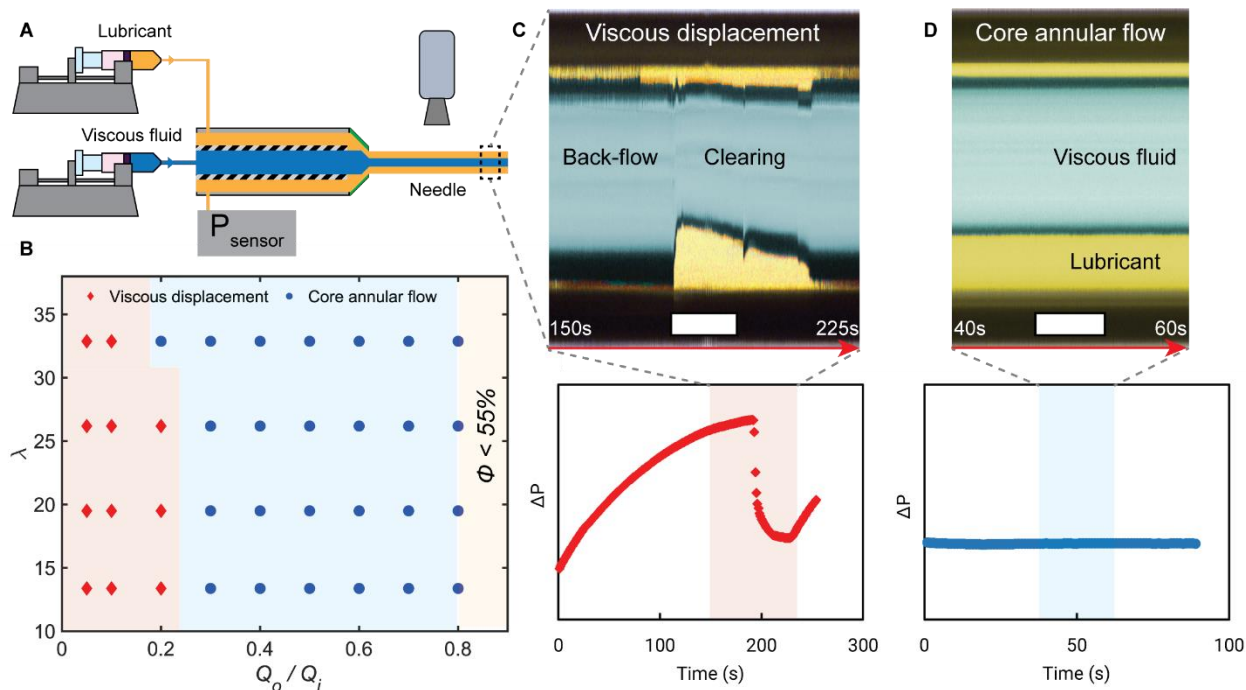 A
Lubricant
Viscous fluid
Needle
P sensor
B
Viscous displacement
Core annular flow
λ
35
30
25
20
15
10
0
0.2
0.4
0.6
0.8
Q_o / Q_i
Φ < 55%
C
Viscous displacement
Back-flow
Clearing
150s
225s
ΔP
0
100
200
300
Time (s)
D
Core annular flow
Viscous fluid
Lubricant
40s
60s
ΔP
0
50
100
Time (s)